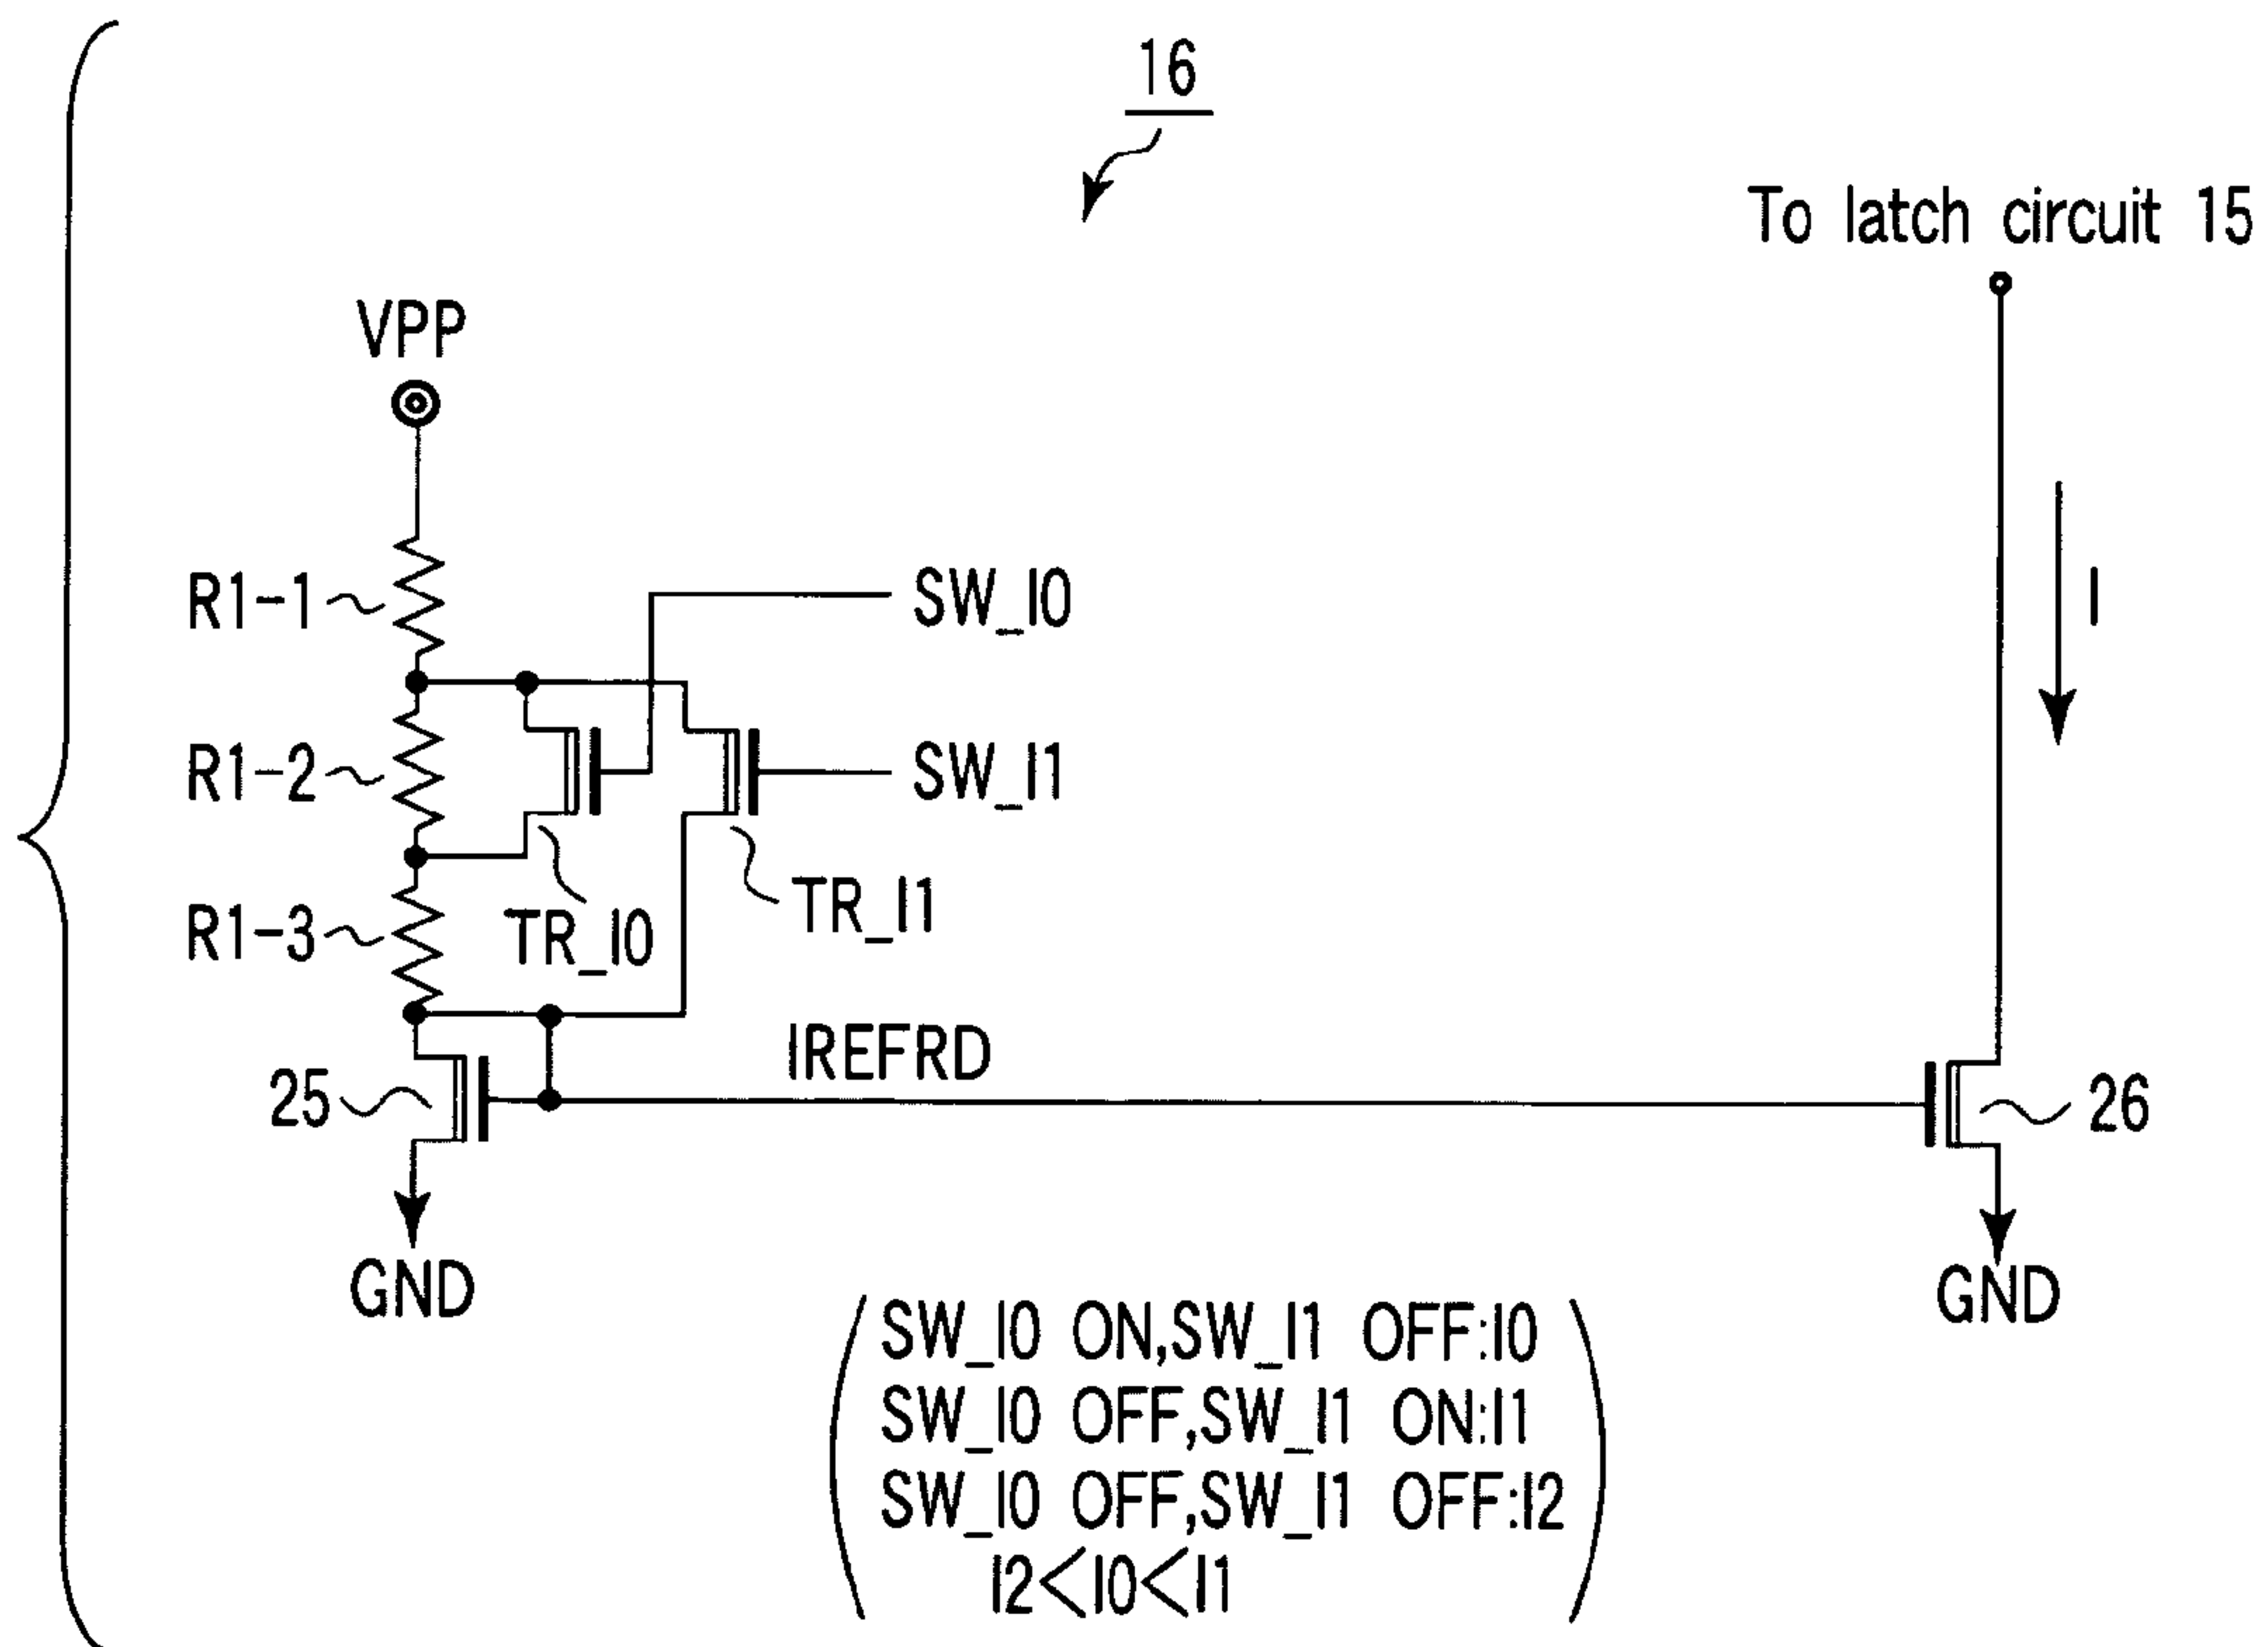 16
To latch circuit 15
VPP
R1-1
SW_I0
I
R1-2
SW_I1
R1-3
TR_I0
TR_I1
IREFRD
25
26
GND
GND
SW_I0 ON,SW_I1 OFF:I0
SW_I0 OFF,SW_I1 ON:I1
SW_I0 OFF,SW_I1 OFF:I2
I2<I0<I1